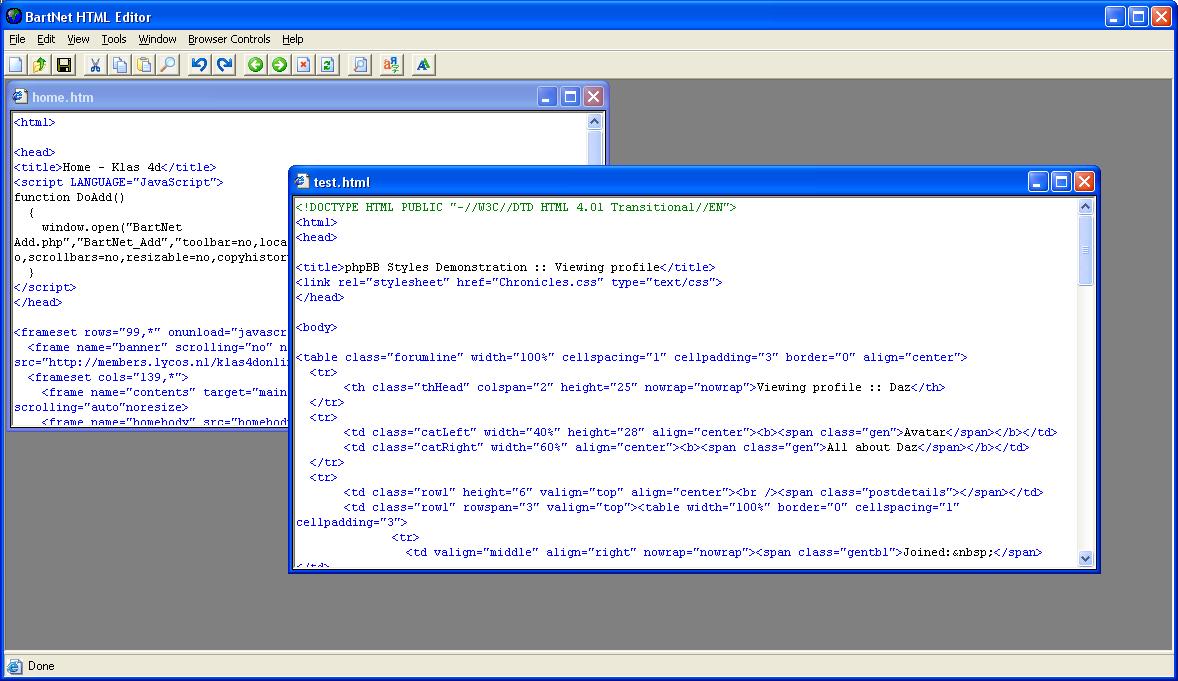 BartNet HTML Editor
File Edit View Tools Window Browser Controls Help
home.htm
<html>
<head>
<title>Home - Klas 4d</title>
<script LANGUAGE="JavaScript">
function DoAdd()
{
window.open("BartNet
Add.php","BartNet_Add","toolbar=no,loca
o,scrollbars=no,resizable=no,copyhistor
}
</script>
</head>
<frameset rows="99,*" onunload="javascr
<frame name="banner" scrolling="no" n
src="http://members.lycos.nl/klas4donli
<frameset cols="139,*">
<frame name="contents" target="main
scrolling="auto"noresize>
<frame name="homebody" src="homebody
test.html
<!DOCTYPE HTML PUBLIC "-//W3C//DTD HTML 4.01 Transitional//EN">
<html>
<head>
<title>phpBB Styles Demonstration :: Viewing profile</title>
<link rel="stylesheet" href="Chronicles.css" type="text/css">
</head>
<body>
<table class="forumline" width="100%" cellspacing="1" cellpadding="3" border="0" align="center">
<tr>
<th class="thHead" colspan="2" height="25" nowrap="nowrap">Viewing profile :: Daz</th>
</tr>
<tr>
<td class="catLeft" width="40%" height="28" align="center"><b><span class="gen">Avatar</span></b></td>
<td class="catRight" width="60%" align="center"><b><span class="gen">All about Daz</span></b></td>
</tr>
<tr>
<td class="row1" height="6" valign="top" align="center"><br /><span class="postdetails"></span></td>
<td class="row1" rowspan="3" valign="top"><table width="100%" border="0" cellspacing="1"
cellpadding="3">
<tr>
<td valign="middle" align="right" nowrap="nowrap"><span class="gentbl">Joined:&nbsp;</span>
</td>
Done